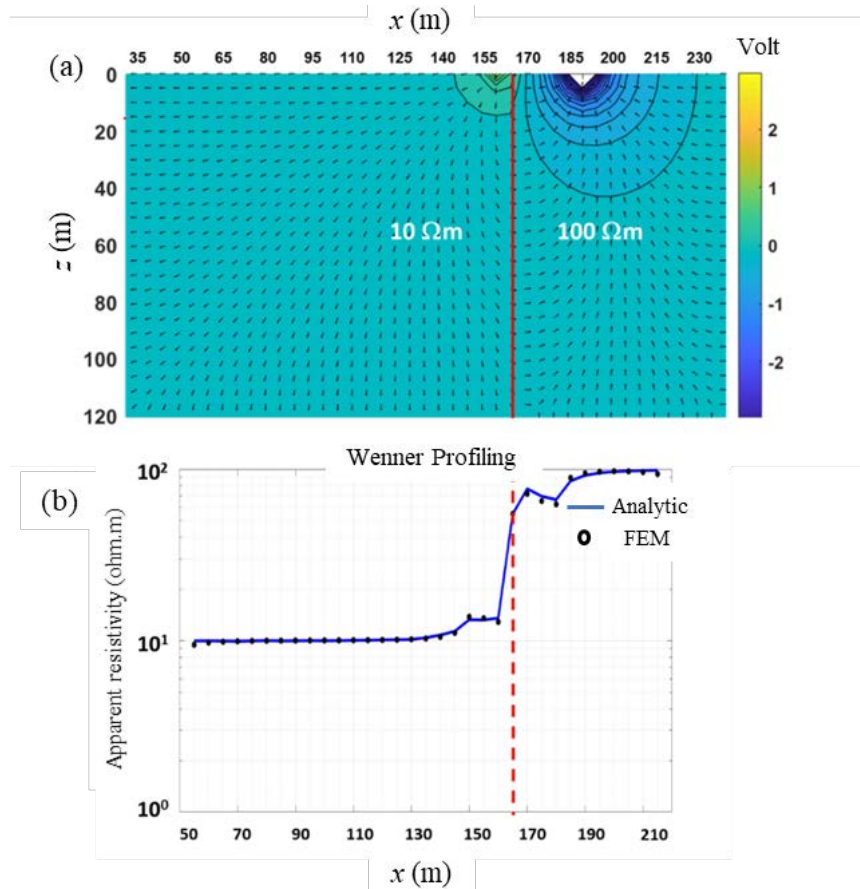 x (m)
(a)
35 50 65 80 95 110 125 140 160 170 185 190 200 215 230
Volt
0
20
40
60
80
100
120
z (m)
10 Ωm
100 Ωm
2
1
0
-1
-2
Wenner Profiling
(b)
10²
10¹
10⁰
Apparent resistivity (ohm.m)
Analytic
FEM
50 70 90 110 130 150 170 190 210
x (m)